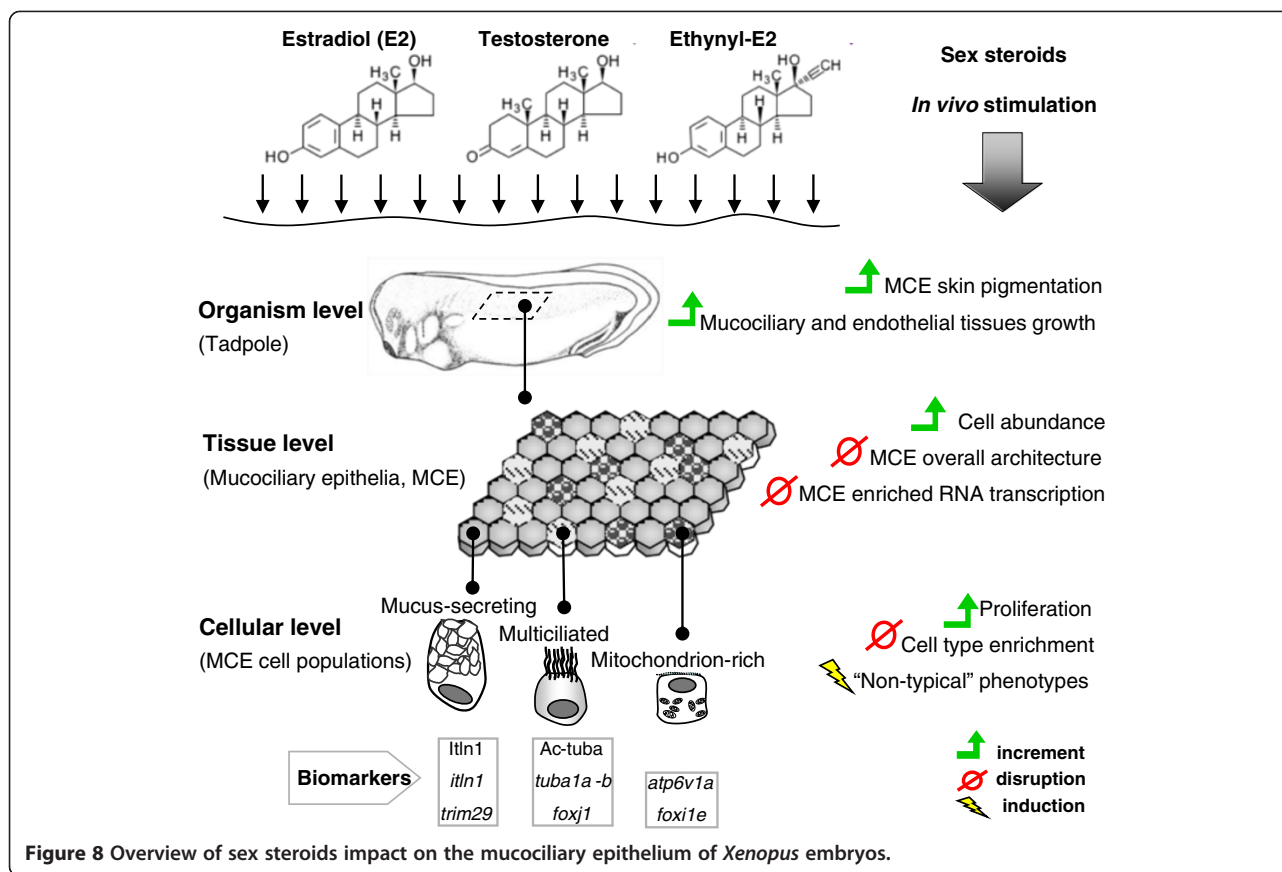 Estradiol (E2)
Testosterone
Ethynyl-E2
Sex steroids
In vivo stimulation
OH
H3C
H
H
H
HO
OH
H3C
H3C
H
H
H
O
HO
H3C
H
H
H
HO
Organism level
(Tadpole)
MCE skin pigmentation
Mucociliary and endothelial tissues growth
Tissue level
(Mucociliary epithelia, MCE)
Cell abundance
MCE overall architecture
MCE enriched RNA transcription
Cellular level
(MCE cell populations)
Mucus-secreting
Multiciliated
Mitochondrion-rich
Proliferation
Cell type enrichment
“Non-typical” phenotypes
Biomarkers
Itln1
itln1
trim29
Ac-tuba
tuba1a -b
foxj1
atp6v1a
foxi1e
increment
disruption
induction
Figure 8 Overview of sex steroids impact on the mucociliary epithelium of Xenopus embryos.